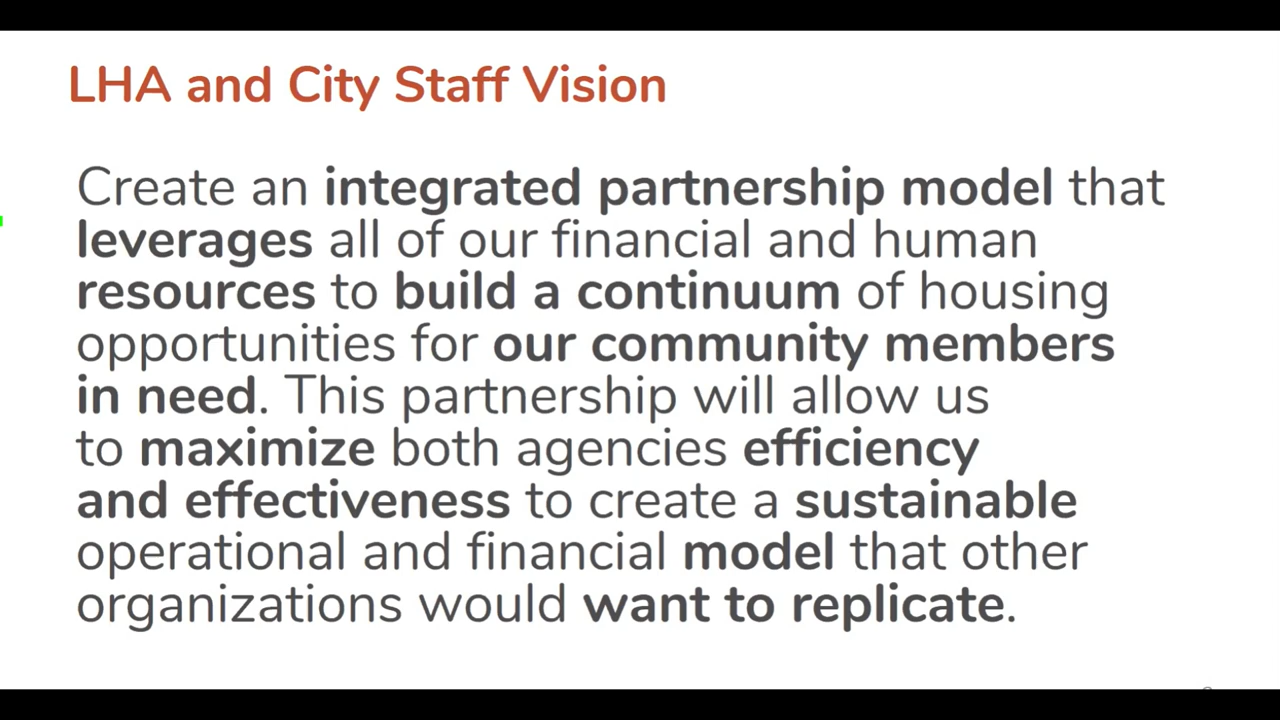 LHA and City Staff Vision
Create an integrated partnership model that
leverages all of our financial and human
resources to build a continuum of housing
opportunities for our community members
in need. This partnership will allow us
to maximize both agencies efficiency
and effectiveness to create a sustainable
operational and financial model that other
organizations would want to replicate.